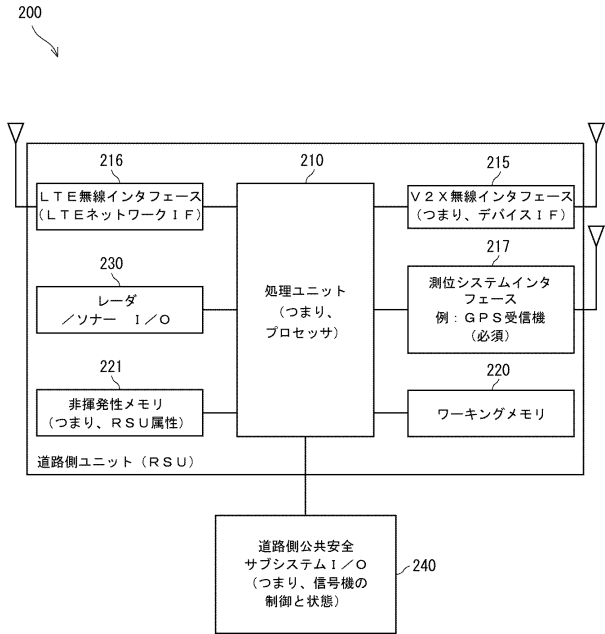 200
216
210
215
LTE無線インタフェース
(LTEネットワークIF)
V2X無線インタフェース
(つまり、デバイスIF)
217
230
処理ユニット
(つまり、
プロセッサ)
測位システムインタ
フェース
例:GPS受信機
(必須)
レーダ
/ソナー I/O
221
220
非揮発性メモリ
(つまり、RSU属性)
ワーキングメモリ
道路側ユニット(RSU)
道路側公共安全
サブシステムI/O
(つまり、信号機の
制御と状態)
240